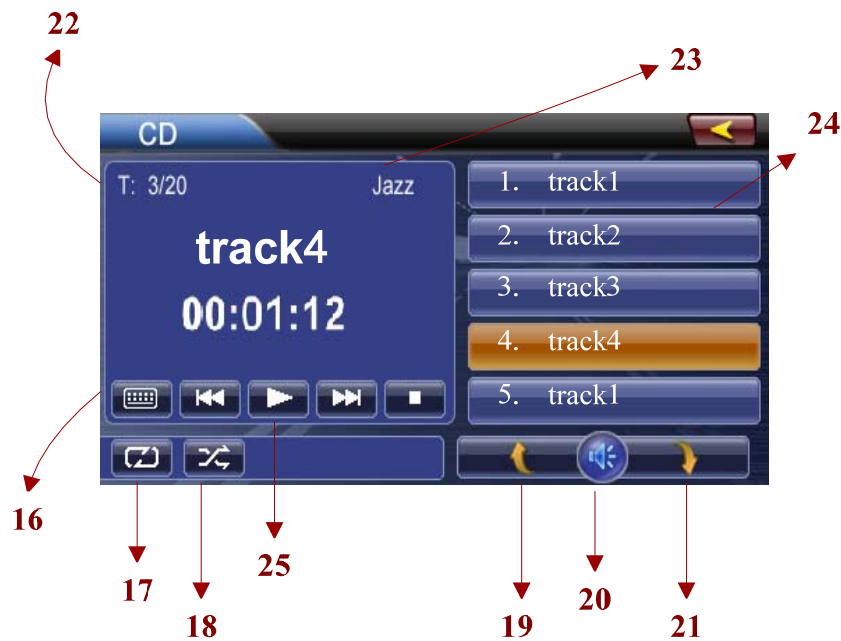 22
23
24
CD
T: 3/20 Jazz
track4
00:01:12
1. track1
2. track2
3. track3
4. track4
5. track1
16
17
18
25
19
20
21